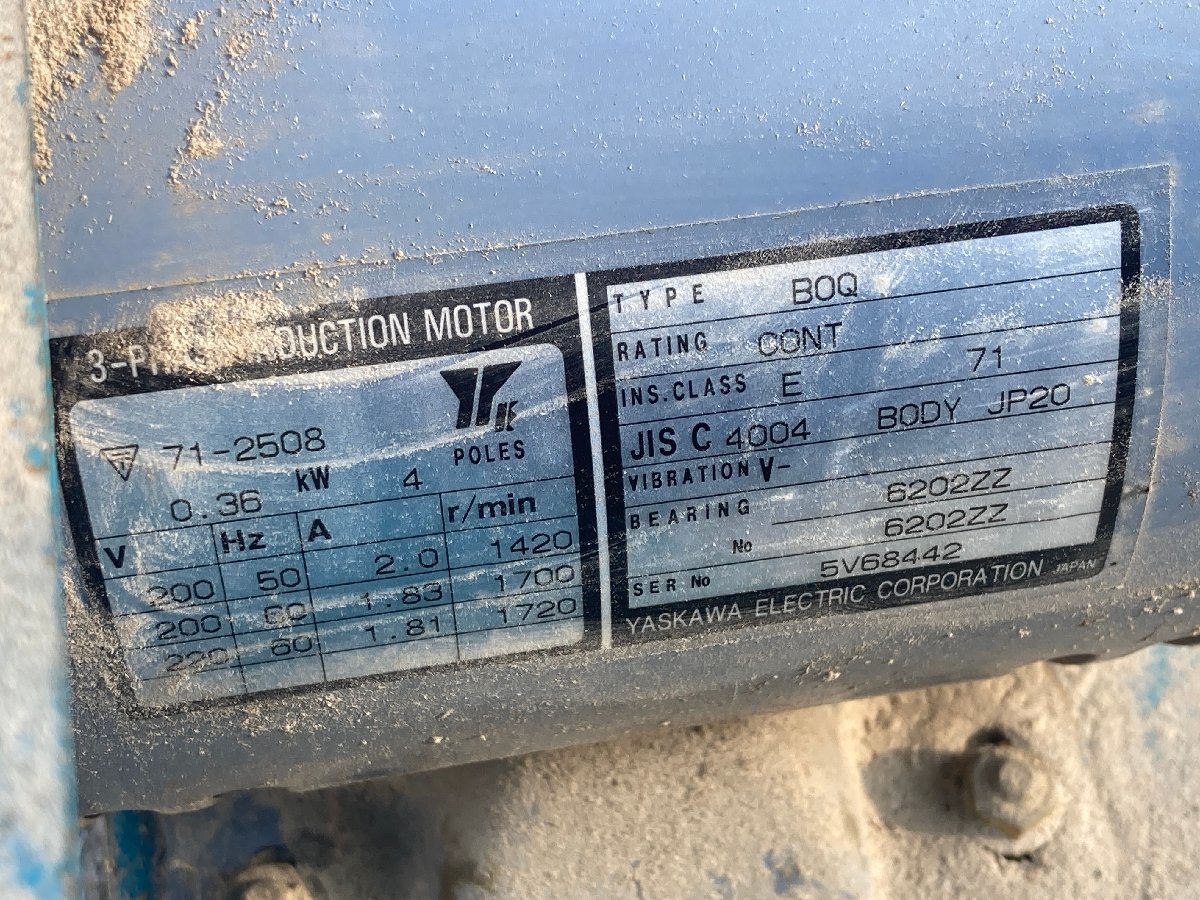 3-P INDUCTION MOTOR
71-2508
0.36 kW 4 POLES
V Hz A r/min
200 50 2.0 1420
200 60 1.83 1700
220 60 1.81 1720
TYPE BOQ
RATING CONT
INS.CLASS E 71
JIS C 4004 BODY JP20
VIBRATION V-
BEARING 6202ZZ
No 6202ZZ
SER No 5V68442
YASKAWA ELECTRIC CORPORATION JAPAN